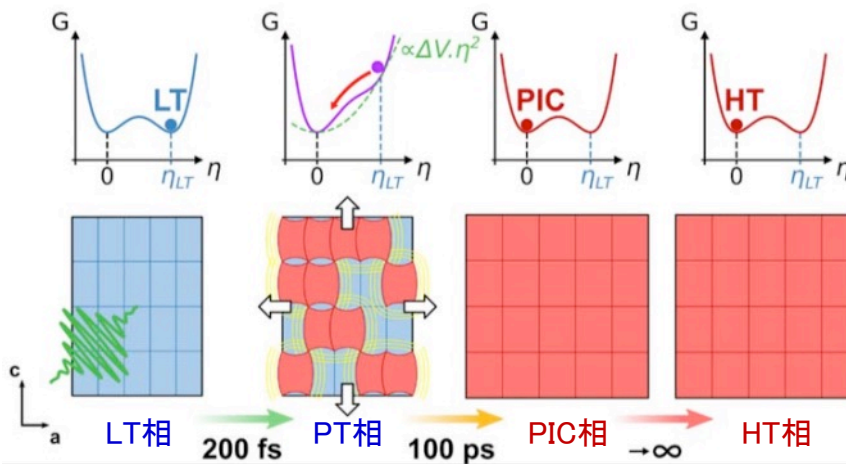 G G G G
LT ∝ΔV.η² PIC HT
0 η_LT η 0 η_LT η 0 η_LT η 0 η_LT η
c
a
LT相 PT相 PIC相 HT相
200 fs 100 ps →∞